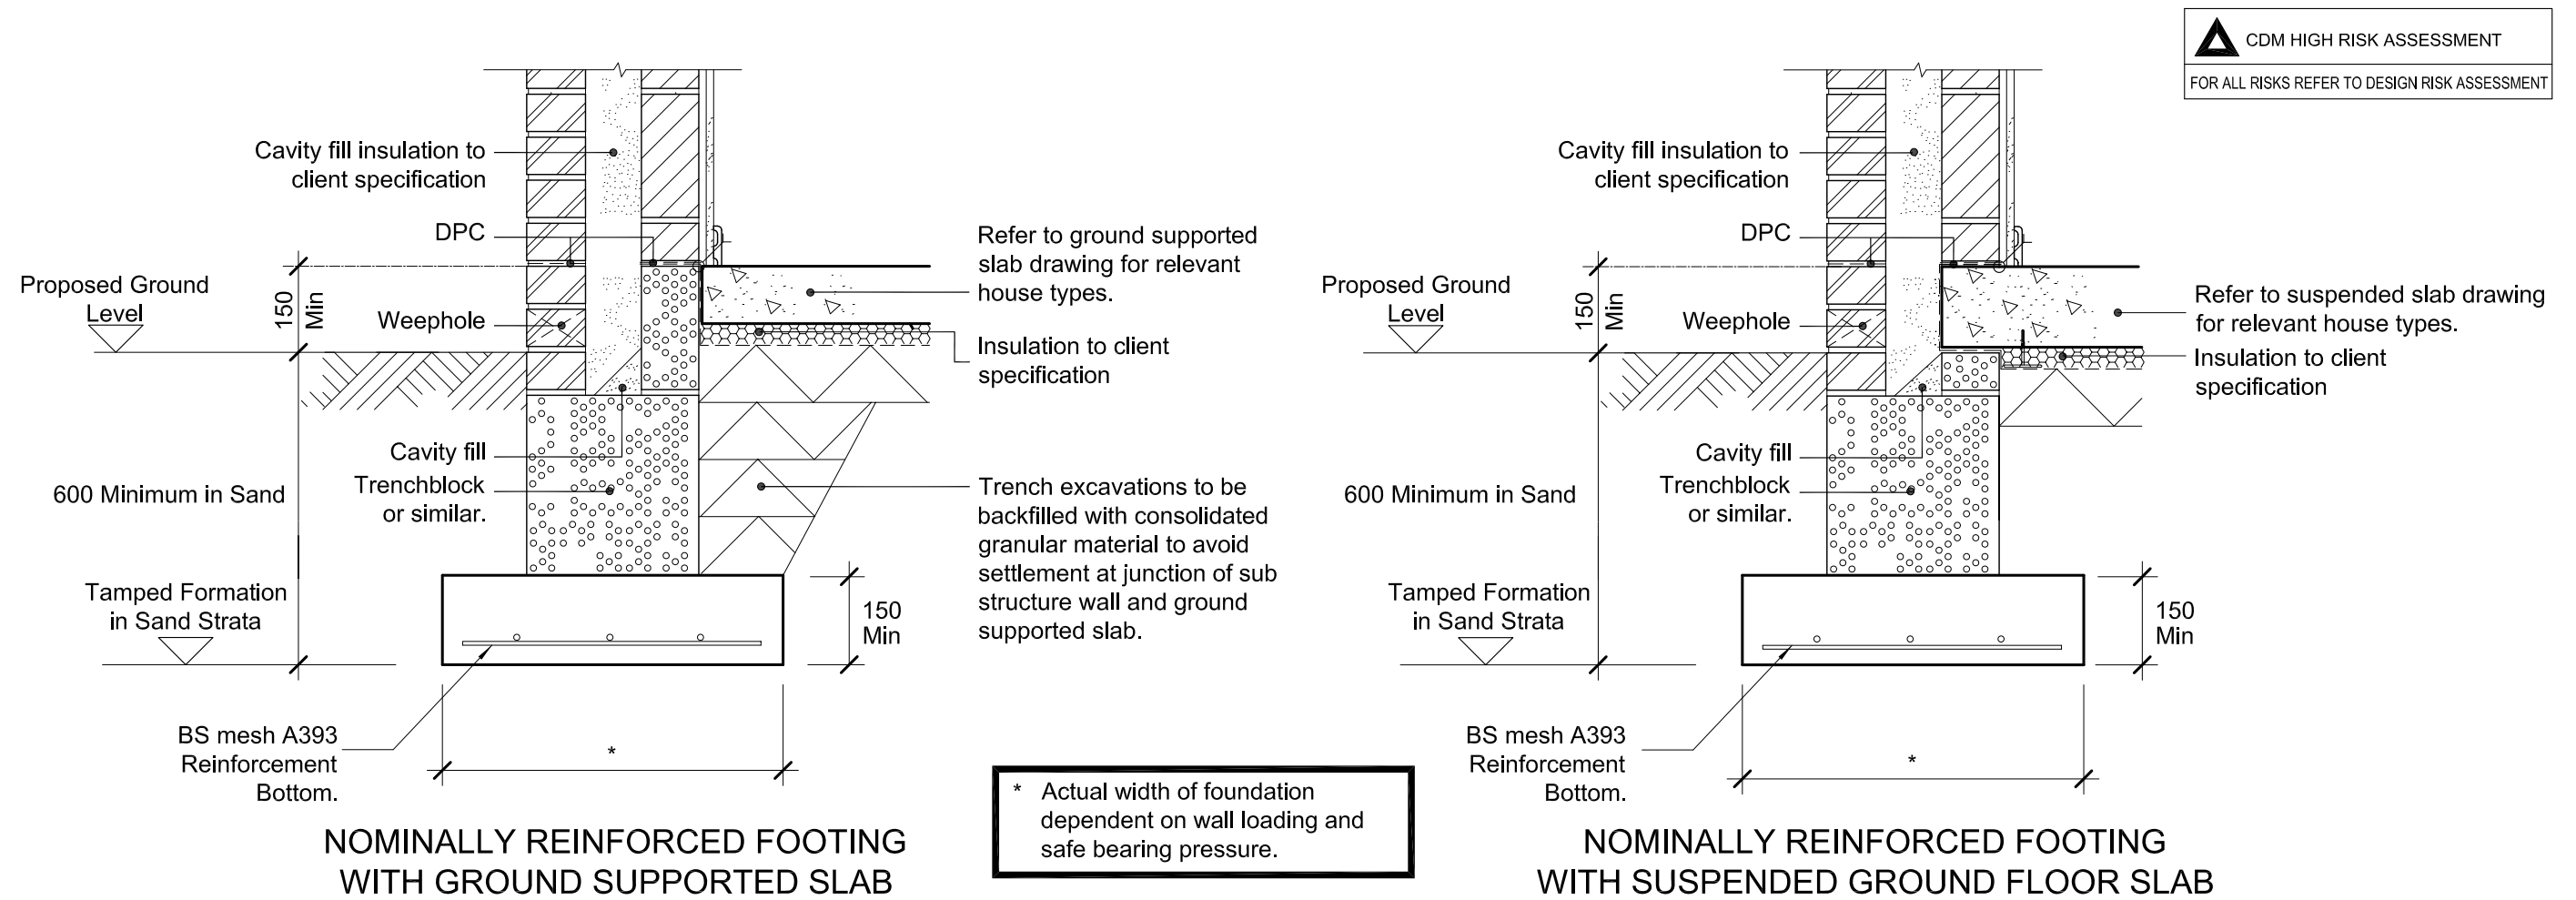 CDM HIGH RISK ASSESSMENT
FOR ALL RISKS REFER TO DESIGN RISK ASSESSMENT
Cavity fill insulation to
client specification
DPC
Proposed Ground
Level
150
Min
Weephole
Refer to ground supported
slab drawing for relevant
house types.
Insulation to client
specification
Cavity fill
Trenchblock
or similar.
600 Minimum in Sand
Trench excavations to be
backfilled with consolidated
granular material to avoid
settlement at junction of sub
structure wall and ground
supported slab.
Tamped Formation
in Sand Strata
150
Min
BS mesh A393
Reinforcement
Bottom.
*
NOMINALLY REINFORCED FOOTING
WITH GROUND SUPPORTED SLAB
* Actual width of foundation
dependent on wall loading and
safe bearing pressure.
Cavity fill insulation to
client specification
DPC
Proposed Ground
Level
150
Min
Weephole
Refer to suspended slab drawing
for relevant house types.
Insulation to client
specification
Cavity fill
Trenchblock
or similar.
600 Minimum in Sand
Tamped Formation
in Sand Strata
150
Min
BS mesh A393
Reinforcement
Bottom.
*
NOMINALLY REINFORCED FOOTING
WITH SUSPENDED GROUND FLOOR SLAB